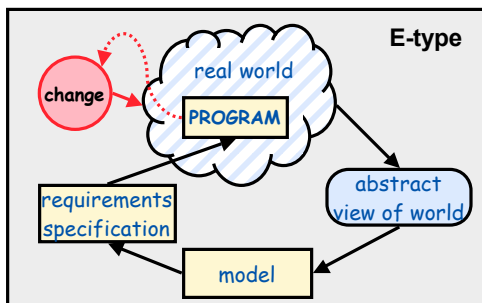 E-type
real world
change
PROGRAM
requirements
specification
abstract
view of world
model